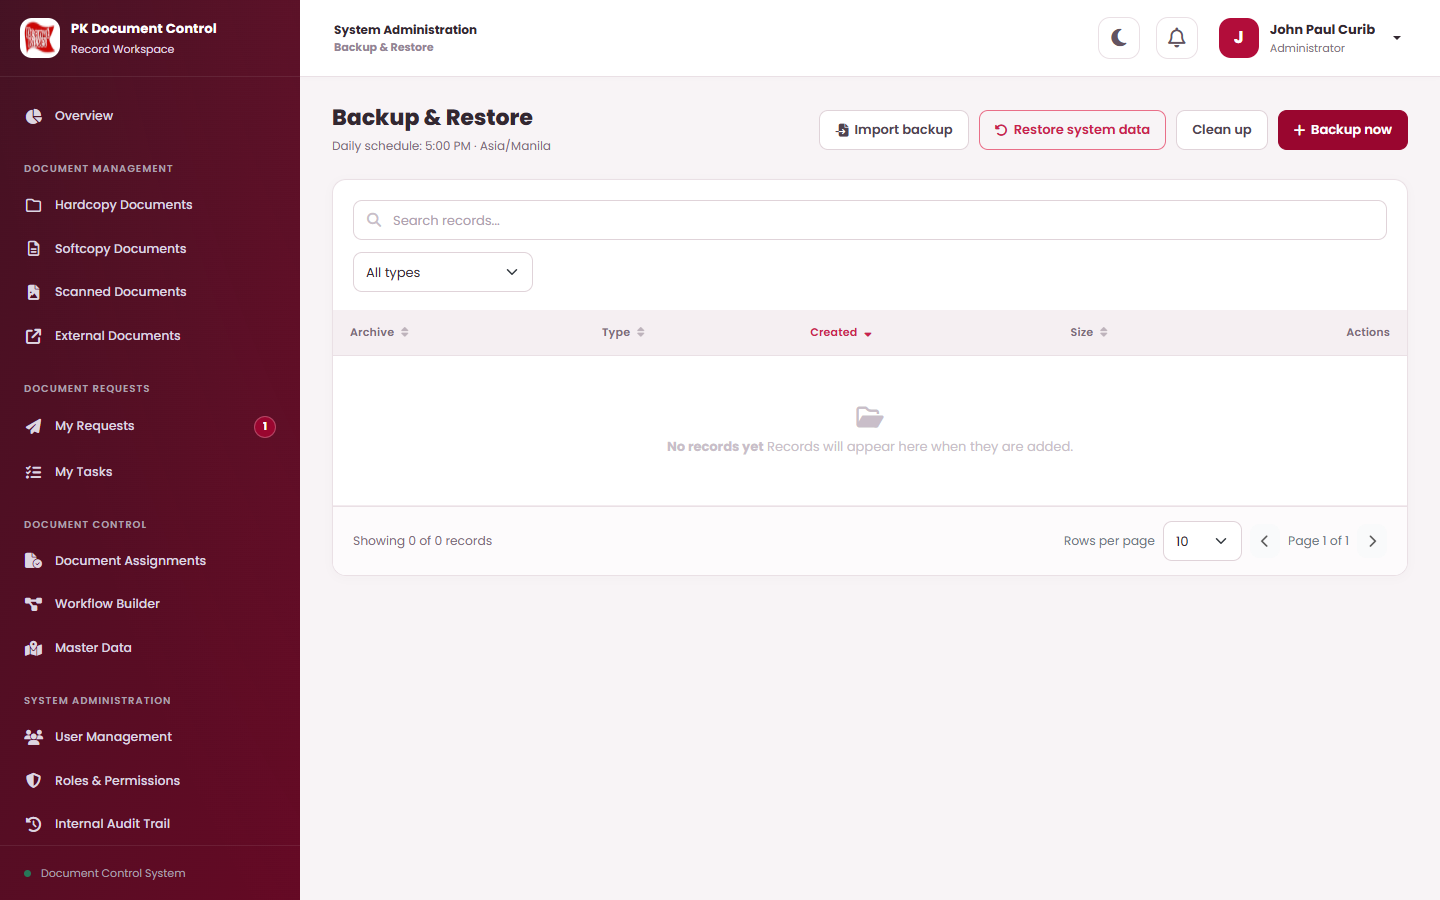 PK Document Control
Record Workspace
Overview
DOCUMENT MANAGEMENT
Hardcopy Documents
Softcopy Documents
Scanned Documents
External Documents
DOCUMENT REQUESTS
My Requests
1
My Tasks
DOCUMENT CONTROL
Document Assignments
Workflow Builder
Master Data
SYSTEM ADMINISTRATION
User Management
Roles & Permissions
Internal Audit Trail
Document Control System
System Administration
Backup & Restore
J
John Paul Curib
Administrator
Backup & Restore
Daily schedule: 5:00 PM · Asia/Manila
Import backup
Restore system data
Clean up
Backup now
Search records...
All types
Archive Type Created Size Actions
No records yet Records will appear here when they are added.
Showing 0 of 0 records
Rows per page 10 Page 1 of 1